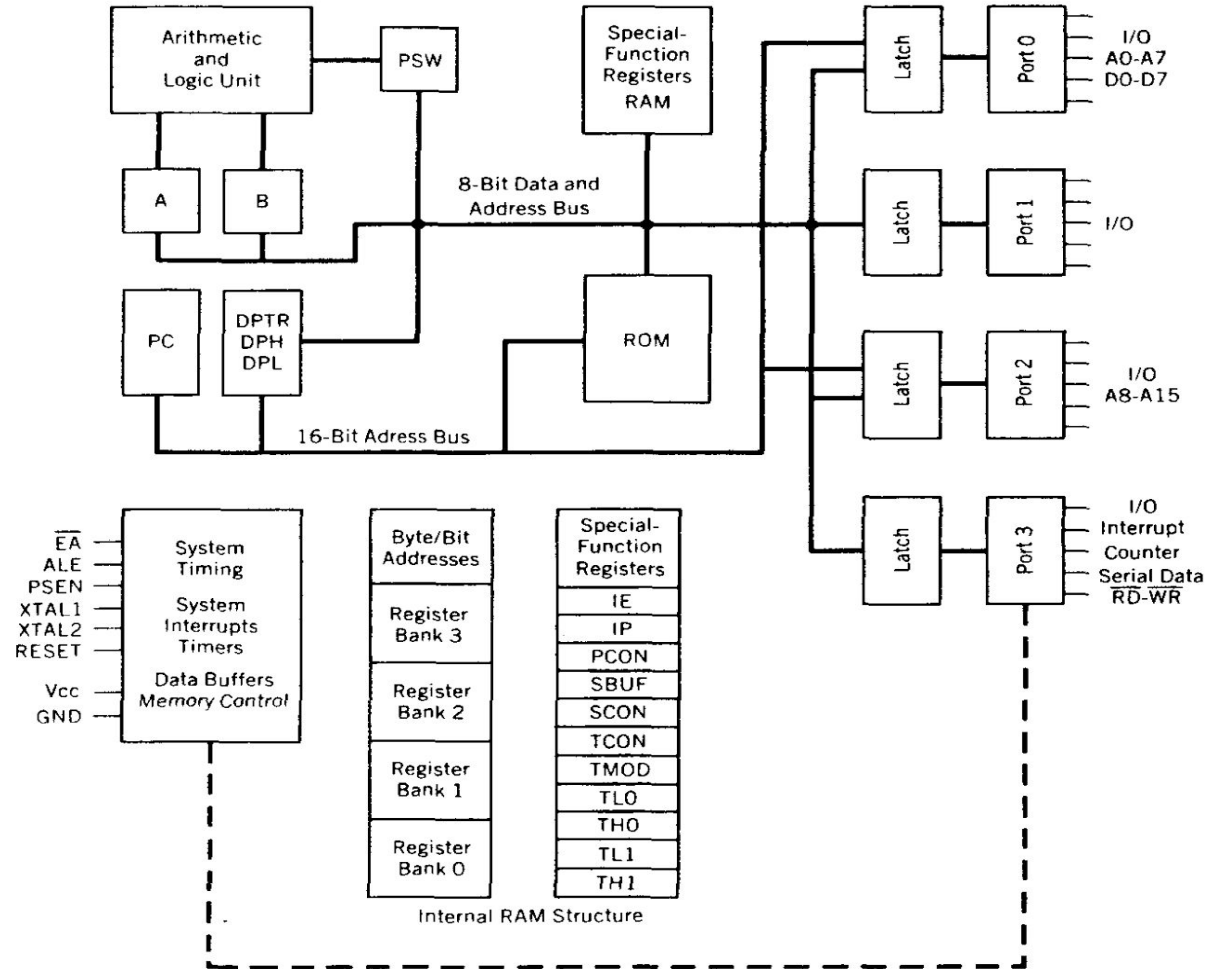 Arithmetic
and
Logic Unit
PSW
Special-
Function
Registers
RAM
Latch
Port 0
I/O
A0-A7
D0-D7
A
B
8-Bit Data and
Address Bus
Latch
Port 1
I/O
PC
DPTR
DPH
DPL
ROM
Latch
Port 2
I/O
A8-A15
16-Bit Adress Bus
Latch
Port 3
I/O
Interrupt
Counter
Serial Data
R̅D̅-W̅R̅
E̅A̅
ALE
PSEN
XTAL1
XTAL2
RESET
Vcc
GND
System
Timing
System
Interrupts
Timers
Data Buffers
Memory Control
Byte/Bit
Addresses
Register
Bank 3
Register
Bank 2
Register
Bank 1
Register
Bank 0
Special-
Function
Registers
IE
IP
PCON
SBUF
SCON
TCON
TMOD
TL0
TH0
TL1
TH1
Internal RAM Structure